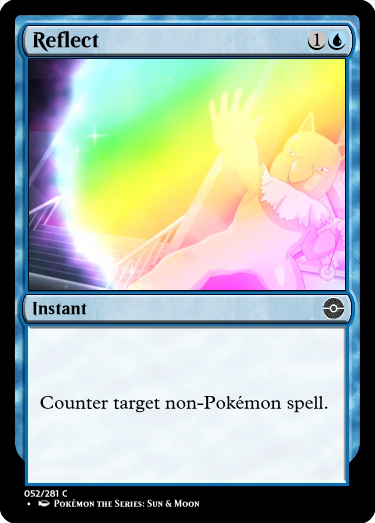 Reflect 1
Instant
Counter target non-Pokémon spell.
052/281 C
• Pokémon the Series: Sun & Moon